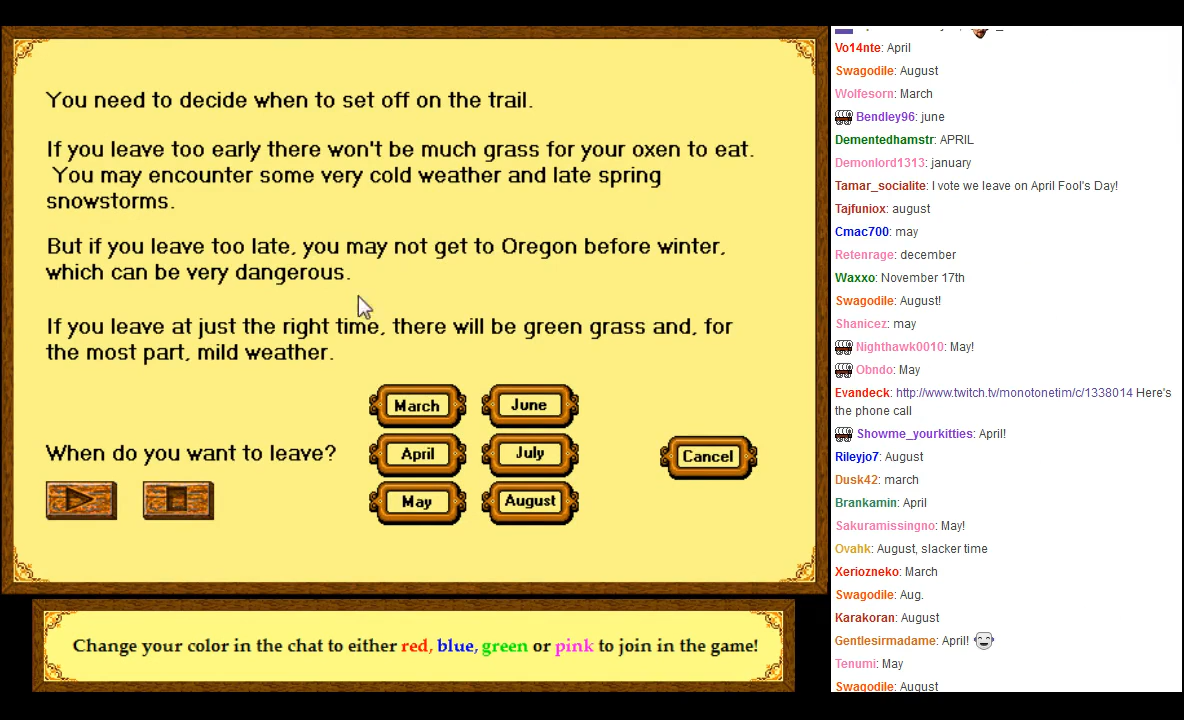 You need to decide when to set off on the trail.
If you leave too early there won't be much grass for your oxen to eat.
You may encounter some very cold weather and late spring
snowstorms.
But if you leave too late, you may not get to Oregon before winter,
which can be very dangerous.
If you leave at just the right time, there will be green grass and, for
the most part, mild weather.
When do you want to leave?
March
June
April
July
May
August
Cancel
Change your color in the chat to either red, blue, green or pink to join in the game!
Vo14nte: April
Swagodile: August
Wolfesorn: March
Bendley96: june
Dementedhamstr: APRIL
Demonlord1313: january
Tamar_socialite: I vote we leave on April Fool's Day!
Tajfuniox: august
Cmac700: may
Retenrage: december
Waxxo: November 17th
Swagodile: August!
Shanicez: may
Nighthawk0010: May!
Obndo: May
Evandeck: http://www.twitch.tv/monotonetim/c/1338014 Here's
the phone call
Showme_yourkitties: April!
Rileyjo7: August
Dusk42: march
Brankamin: April
Sakuramissingno: May!
Ovahk: August, slacker time
Xeriozneko: March
Swagodile: Aug.
Karakoran: August
Gentlesirmadame: April!
Tenumi: May
Swagodile: August